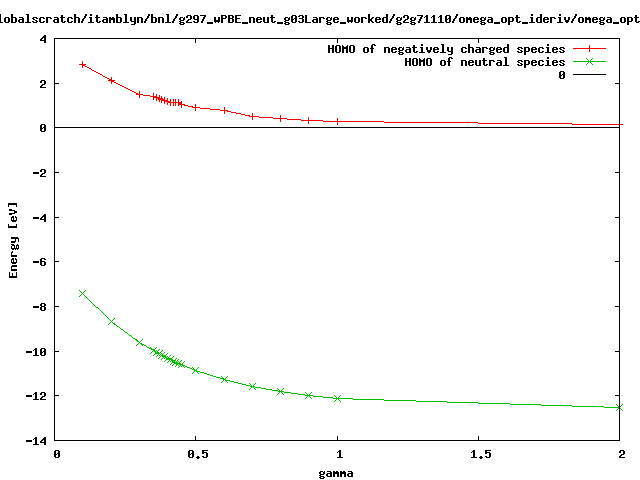 lobalscratch/itamblyn/bnl/g297_wPBE_neut_g03Large_worked/g2g71110/omega_opt_ideriv/omega_opt
HOMO of negatively charged species
HOMO of neutral species
0
4
2
0
-2
-4
-6
-8
-10
-12
-14
Energy [eV]
0 0.5 1 1.5 2
gamma